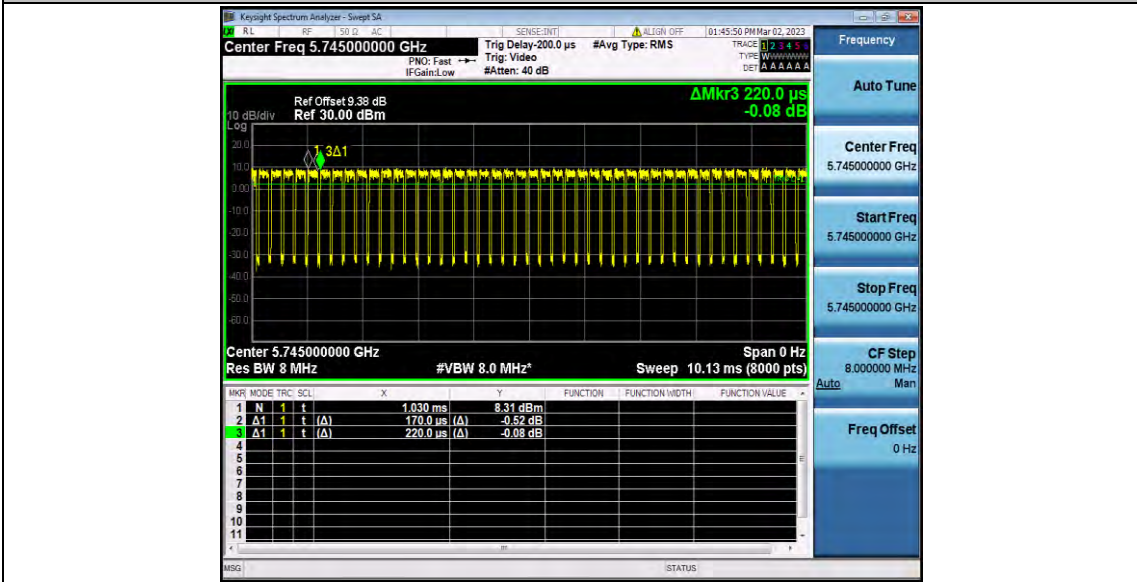 Keysight Spectrum Analyzer - Swept SA
RL RF 50 Ω AC SENSE:INT ALIGN OFF 01:45:50 PM Mar 02, 2023
Center Freq 5.745000000 GHz
PNO: Fast
IFGain:Low
Trig Delay-200.0 µs
Trig: Video
#Atten: 40 dB
#Avg Type: RMS
TRACE 1 2 3 4 5 6
TYPE W
DET A A A A A A
Frequency
Auto Tune
Center Freq
5.745000000 GHz
Start Freq
5.745000000 GHz
Stop Freq
5.745000000 GHz
CF Step
8.000000 MHz
Auto Man
Freq Offset
0 Hz
ΔMkr3 220.0 µs
-0.08 dB
Ref Offset 9.38 dB
10 dB/div Ref 30.00 dBm
Log
20.0
10.0
0.00
-10.0
-20.0
-30.0
-40.0
-50.0
-60.0
1 3Δ1
Center 5.745000000 GHz Span 0 Hz
Res BW 8 MHz #VBW 8.0 MHz* Sweep 10.13 ms (8000 pts)
MKR MODE TRC SCL X Y FUNCTION FUNCTION WIDTH FUNCTION VALUE
1 N 1 t 1.030 ms 8.31 dBm
2 Δ1 1 t (Δ) 170.0 µs (Δ) -0.52 dB
3 Δ1 1 t (Δ) 220.0 µs (Δ) -0.08 dB
4
5
6
7
8
9
10
11
MSG STATUS